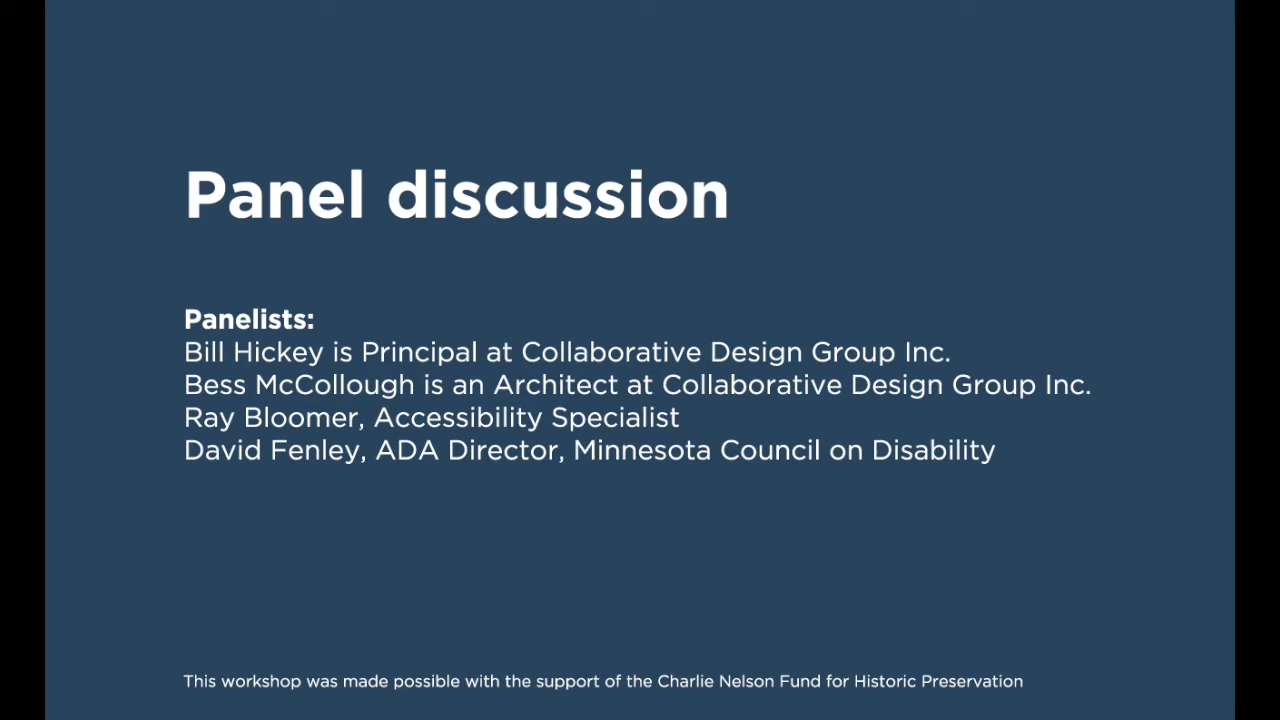 Panel discussion
Panelists:
Bill Hickey is Principal at Collaborative Design Group Inc.
Bess McCollough is an Architect at Collaborative Design Group Inc.
Ray Bloomer, Accessibility Specialist
David Fenley, ADA Director, Minnesota Council on Disability
This workshop was made possible with the support of the Charlie Nelson Fund for Historic Preservation